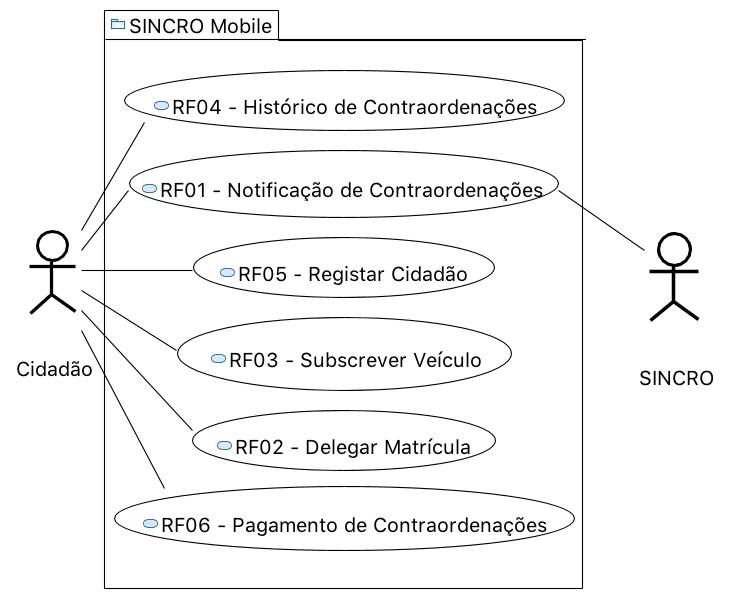 SINCRO Mobile
RF04 - Histórico de Contraordenações
RF01 - Notificação de Contraordenações
RF05 - Registar Cidadão
RF03 - Subscrever Veículo
Cidadão
SINCRO
RF02 - Delegar Matrícula
RF06 - Pagamento de Contraordenações